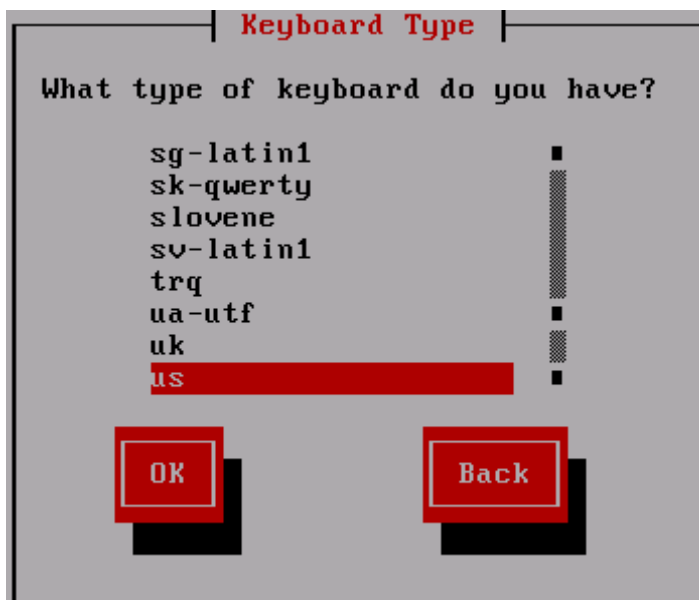 Keyboard Type
What type of keyboard do you have?
sg-latin1
sk-qwerty
slovene
sv-latin1
trq
ua-utf
uk
us
OK Back